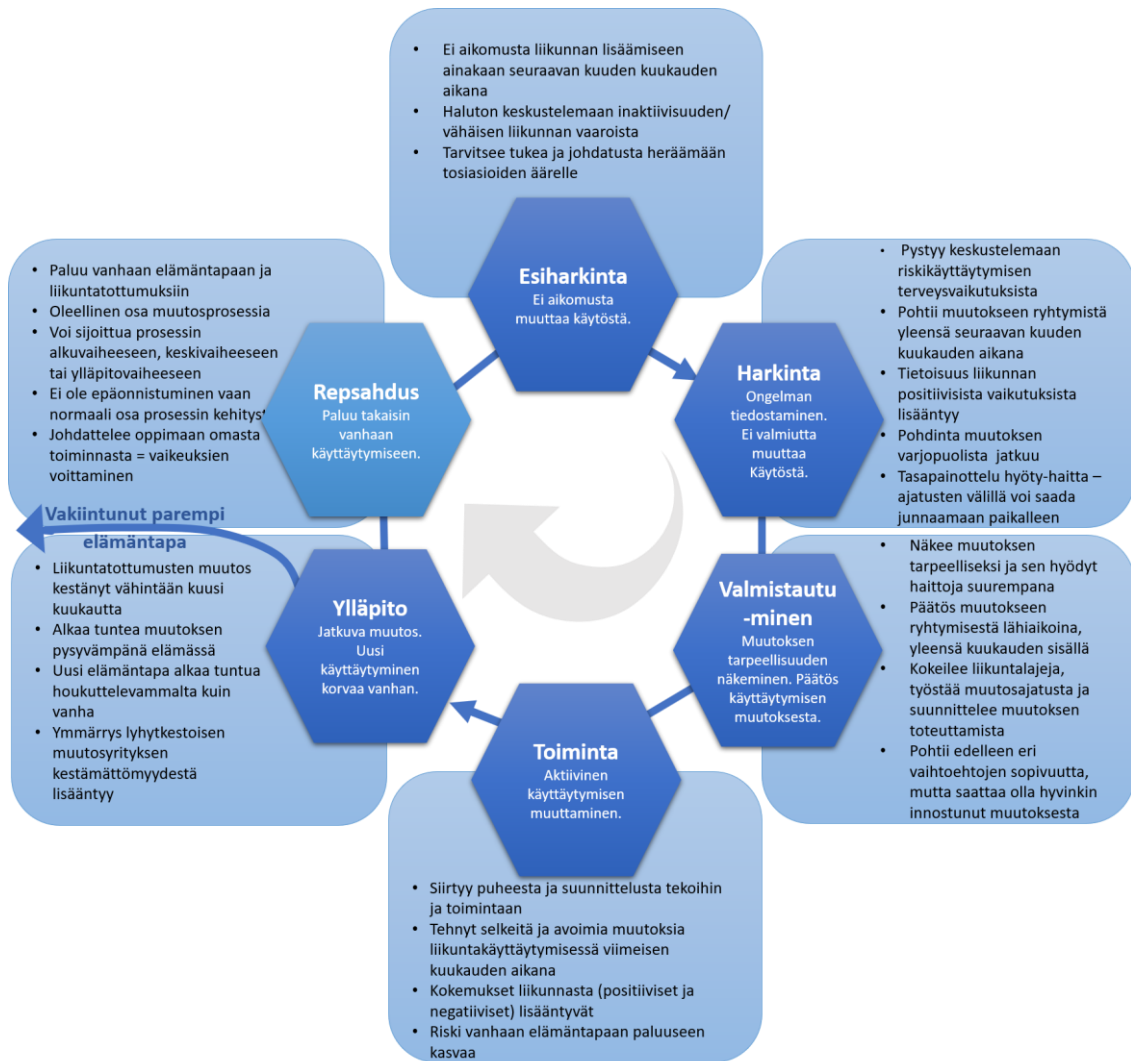 • Ei aikomusta liikunnan lisäämiseen
ainakaan seuraavan kuuden kuukauden
aikana
• Haluton keskustelemaan inaktiivisuuden/
vähäisen liikunnan vaaroista
• Tarvitsee tukea ja johdatusta heräämään
tosiasioiden äärelle
Esiharkinta
Ei aikomusta
muuttaa käytöstä.
• Pystyy keskustelemaan
riskikäyttäytymisen
terveysvaikutuksista
• Pohtii muutokseen ryhtymistä
yleensä seuraavan kuuden
kuukauden aikana
• Tietoisuus liikunnan
positiivisista vaikutuksista
lisääntyy
• Pohdinta muutoksen
varjopuolista jatkuu
• Tasapainottelu hyöty-haitta –
ajatusten välillä voi saada
junnaamaan paikalleen
Harkinta
Ongelman
tiedostaminen.
Ei valmiutta
muuttaa
Käytöstä.
• Näkee muutoksen
tarpeelliseksi ja sen hyödyt
haittoja suurempana
• Päätös muutokseen
ryhtymisestä lähiaikoina,
yleensä kuukauden sisällä
• Kokeilee liikuntalajeja,
työstää muutosajatusta ja
suunnittelee muutoksen
toteuttamista
• Pohtii edelleen eri
vaihtoehtojen sopivuutta,
mutta saattaa olla hyvinkin
innostunut muutoksesta
Valmistautu
-minen
Muutoksen
tarpeellisuuden
näkeminen. Päätös
käyttäytymisen
muutoksesta.
Toiminta
Aktiivinen
käyttäytymisen
muuttaminen.
• Siirtyy puheesta ja suunnittelusta tekoihin
ja toimintaan
• Tehnyt selkeitä ja avoimia muutoksia
liikuntakäyttäytymisessä viimeisen
kuukauden aikana
• Kokemukset liikunnasta (positiiviset ja
negatiiviset) lisääntyvät
• Riski vanhaan elämäntapaan paluuseen
kasvaa
Ylläpito
Jatkuva muutos.
Uusi
käyttäytyminen
korvaa vanhan.
Vakiintunut parempi
elämäntapa
• Liikuntatottumusten muutos
kestänyt vähintään kuusi
kuukautta
• Alkaa tuntea muutoksen
pysyvämpänä elämässä
• Uusi elämäntapa alkaa tuntua
houkuttelevammalta kuin
vanha
• Ymmärrys lyhytkestoisen
muutosyrityksen
kestämättömyydestä
lisääntyy
Repsahdus
Paluu takaisin
vanhaan
käyttäytymiseen.
• Paluu vanhaan elämäntapaan ja
liikuntatottumuksiin
• Oleellinen osa muutosprosessia
• Voi sijoittua prosessin
alkuvaiheeseen, keskivaiheeseen
tai ylläpitovaiheeseen
• Ei ole epäonnistuminen vaan
normaali osa prosessin kehityst
• Johdattelee oppimaan omasta
toiminnasta = vaikeuksien
voittaminen